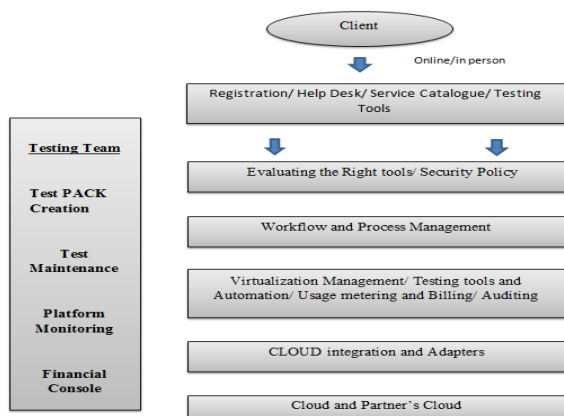 Client
Online/in person
Registration/ Help Desk/ Service Catalogue/ Testing
Tools
Testing Team
Test PACK
Creation
Test
Maintenance
Platform
Monitoring
Financial
Console
Evaluating the Right tools/ Security Policy
Workflow and Process Management
Virtualization Management/ Testing tools and
Automation/ Usage metering and Billing/ Auditing
CLOUD integration and Adapters
Cloud and Partner's Cloud